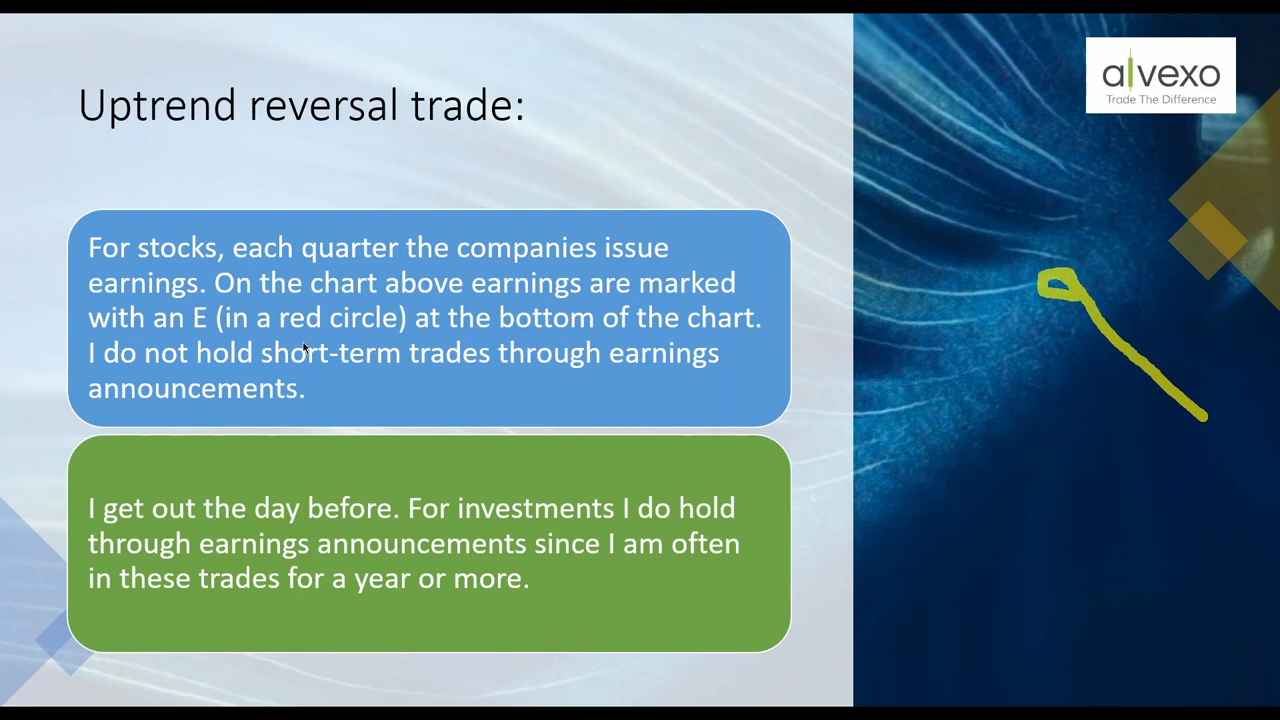 alvexo
Trade The Difference
Uptrend reversal trade:
For stocks, each quarter the companies issue
earnings. On the chart above earnings are marked
with an E (in a red circle) at the bottom of the chart.
I do not hold short-term trades through earnings
announcements.
I get out the day before. For investments I do hold
through earnings announcements since I am often
in these trades for a year or more.